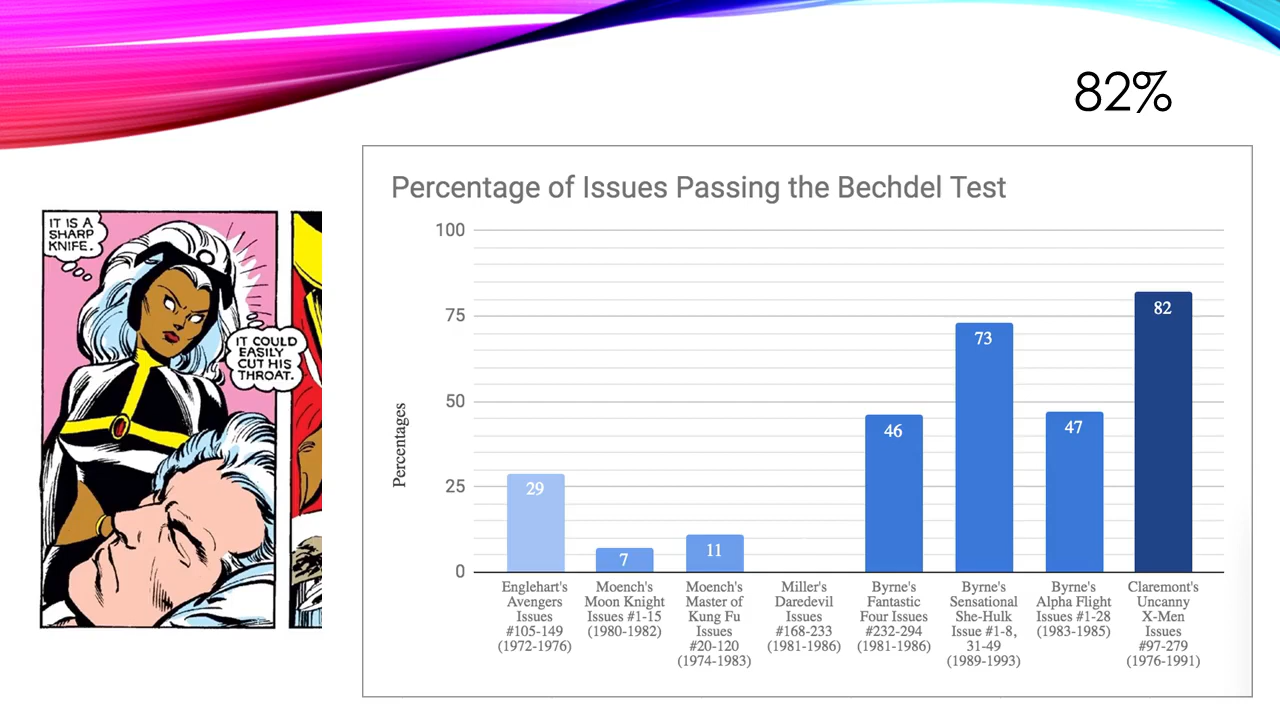 82%
IT IS A
SHARP
KNIFE.
IT COULD
EASILY
CUT HIS
THROAT.
Percentage of Issues Passing the Bechdel Test
Percentages
100
75
50
25
0
29
7
11
46
73
47
82
Englehart's
Avengers
Issues
#105-149
(1972-1976)
Moench's
Moon Knight
Issues #1-15
(1980-1982)
Moench's
Master of
Kung Fu
Issues
#20-120
(1974-1983)
Miller's
Daredevil
Issues
#168-233
(1981-1986)
Byrne's
Fantastic
Four Issues
#232-294
(1981-1986)
Byrne's
Sensational
She-Hulk
Issue #1-8,
31-49
(1989-1993)
Byrne's
Alpha Flight
Issues #1-28
(1983-1985)
Claremont's
Uncanny
X-Men
Issues
#97-279
(1976-1991)